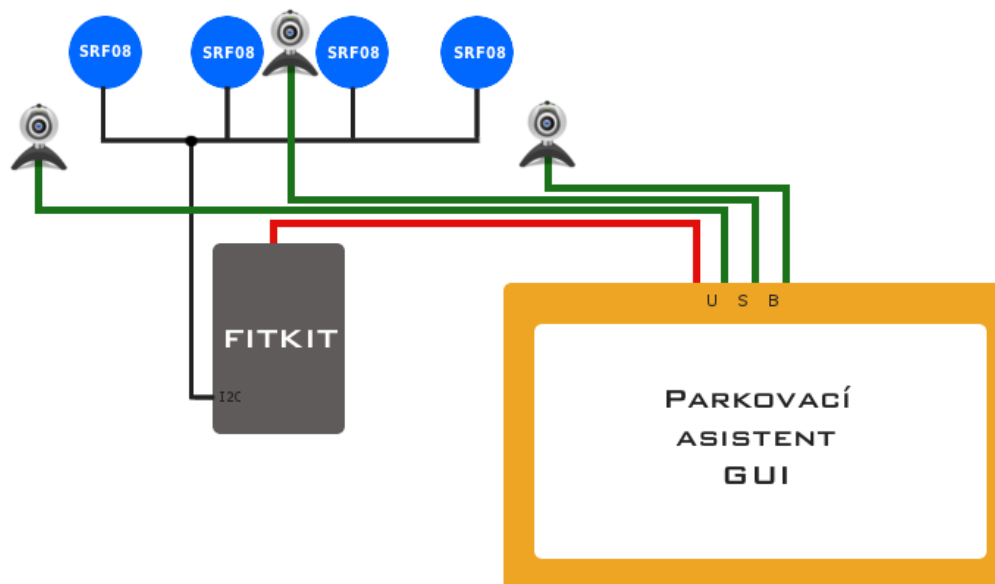 SRF08
SRF08
SRF08
SRF08
U S B
FITKIT
I2C
PARKOVACÍ
ASISTENT
GUI